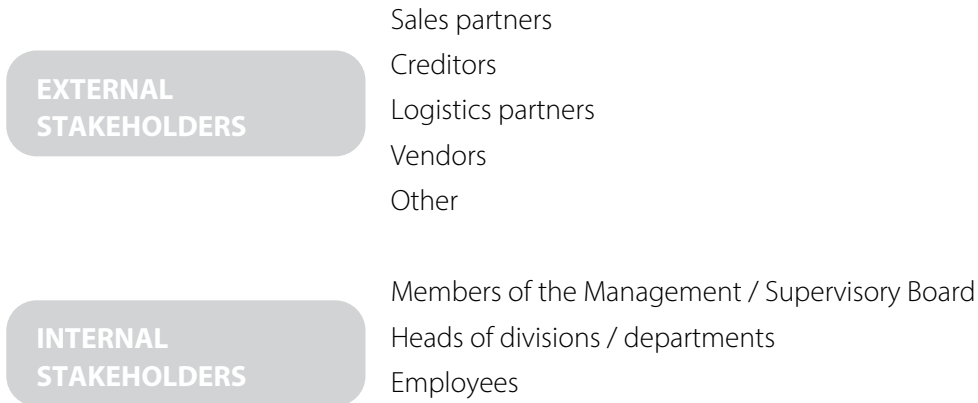 EXTERNAL
STAKEHOLDERS
Sales partners
Creditors
Logistics partners
Vendors
Other
INTERNAL
STAKEHOLDERS
Members of the Management / Supervisory Board
Heads of divisions / departments
Employees